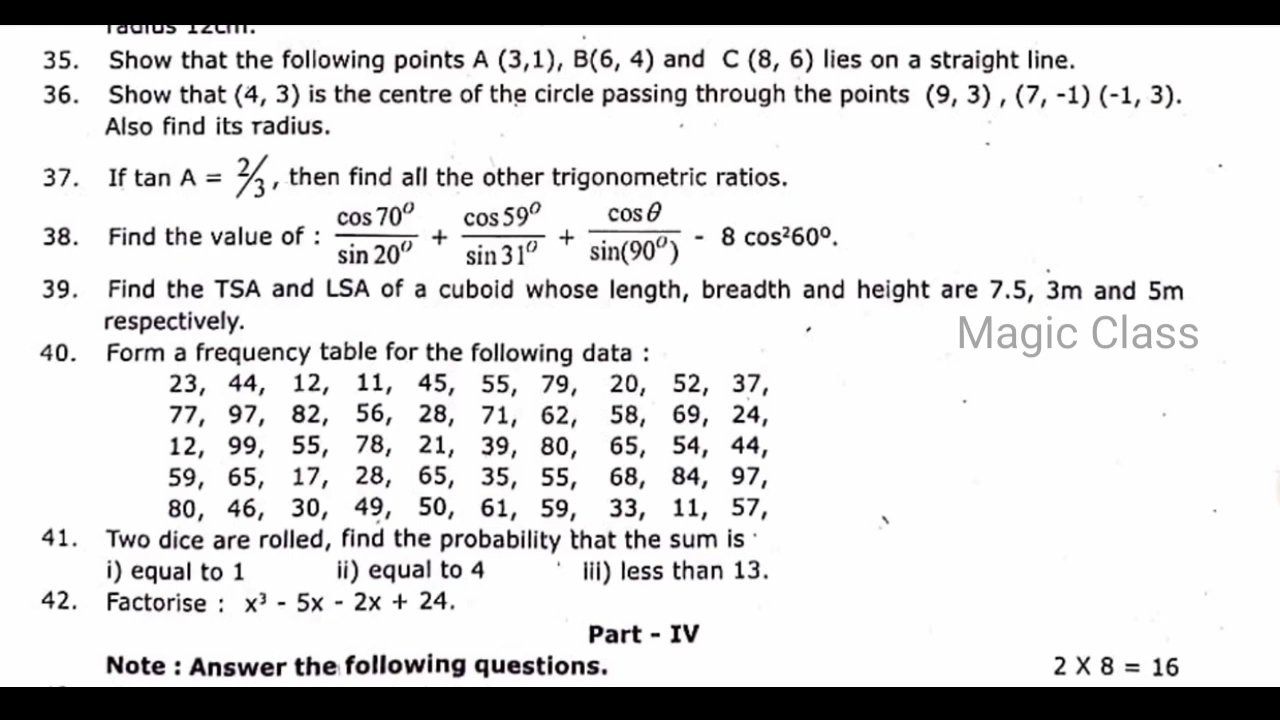 radius 12cm.
35. Show that the following points A (3,1), B(6, 4) and C (8, 6) lies on a straight line.
36. Show that (4, 3) is the centre of the circle passing through the points (9, 3) , (7, -1) (-1, 3).
Also find its radius.
37. If tan A = 2/3, then find all the other trigonometric ratios.
38. Find the value of : cos 70⁰/sin 20⁰ + cos 59⁰/sin 31⁰ + cos θ/sin(90⁰) - 8 cos²60º.
39. Find the TSA and LSA of a cuboid whose length, breadth and height are 7.5, 3m and 5m
respectively.
Magic Class
40. Form a frequency table for the following data :
23, 44, 12, 11, 45, 55, 79, 20, 52, 37,
77, 97, 82, 56, 28, 71, 62, 58, 69, 24,
12, 99, 55, 78, 21, 39, 80, 65, 54, 44,
59, 65, 17, 28, 65, 35, 55, 68, 84, 97,
80, 46, 30, 49, 50, 61, 59, 33, 11, 57,
41. Two dice are rolled, find the probability that the sum is
i) equal to 1 ii) equal to 4 iii) less than 13.
42. Factorise : x³ - 5x - 2x + 24.
Part - IV
Note : Answer the following questions. 2 X 8 = 16